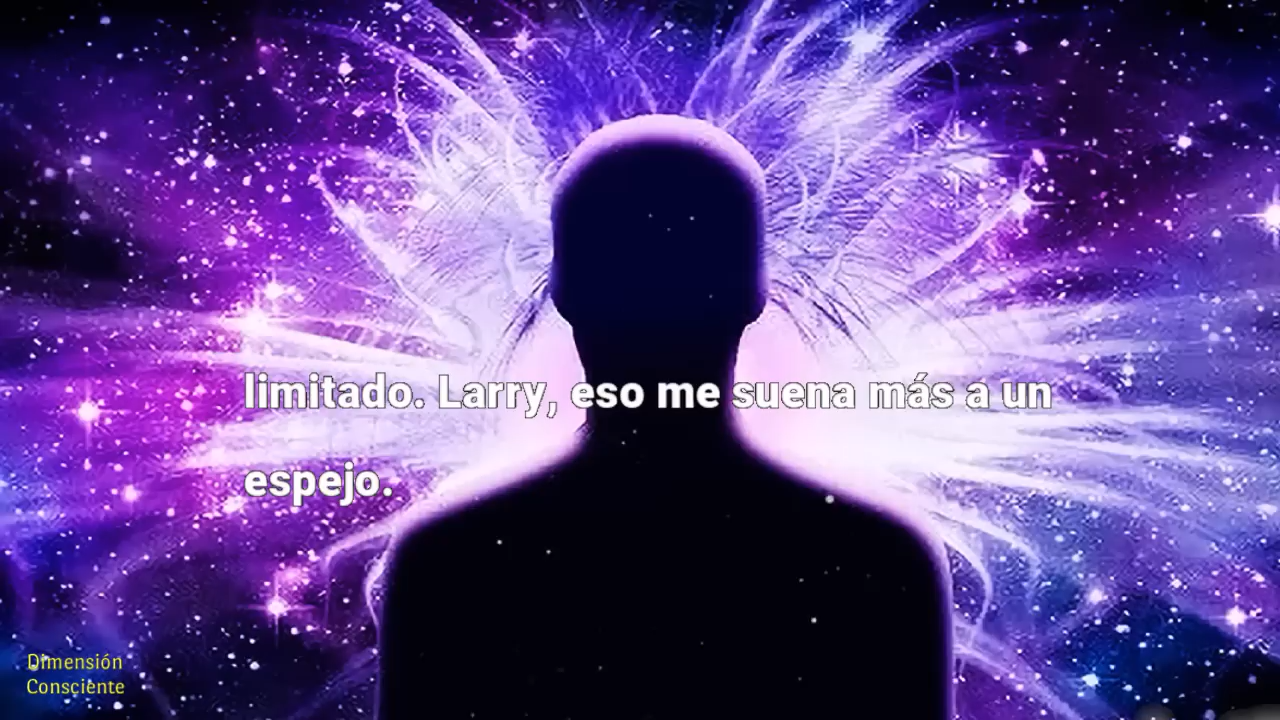 limitado. Larry, eso me suena más a un
espejo.
Dimensión
Consciente